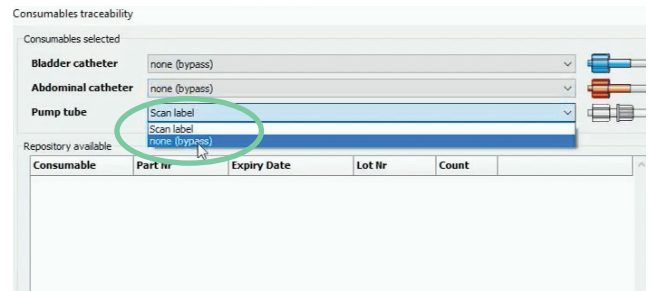 Consumables traceability
Consumables selected
Bladder catheter none (bypass)
Abdominal catheter none (bypass)
Pump tube Scan label
Scan label
none (bypass)
Repository available
Consumable Part Nr Expiry Date Lot Nr Count